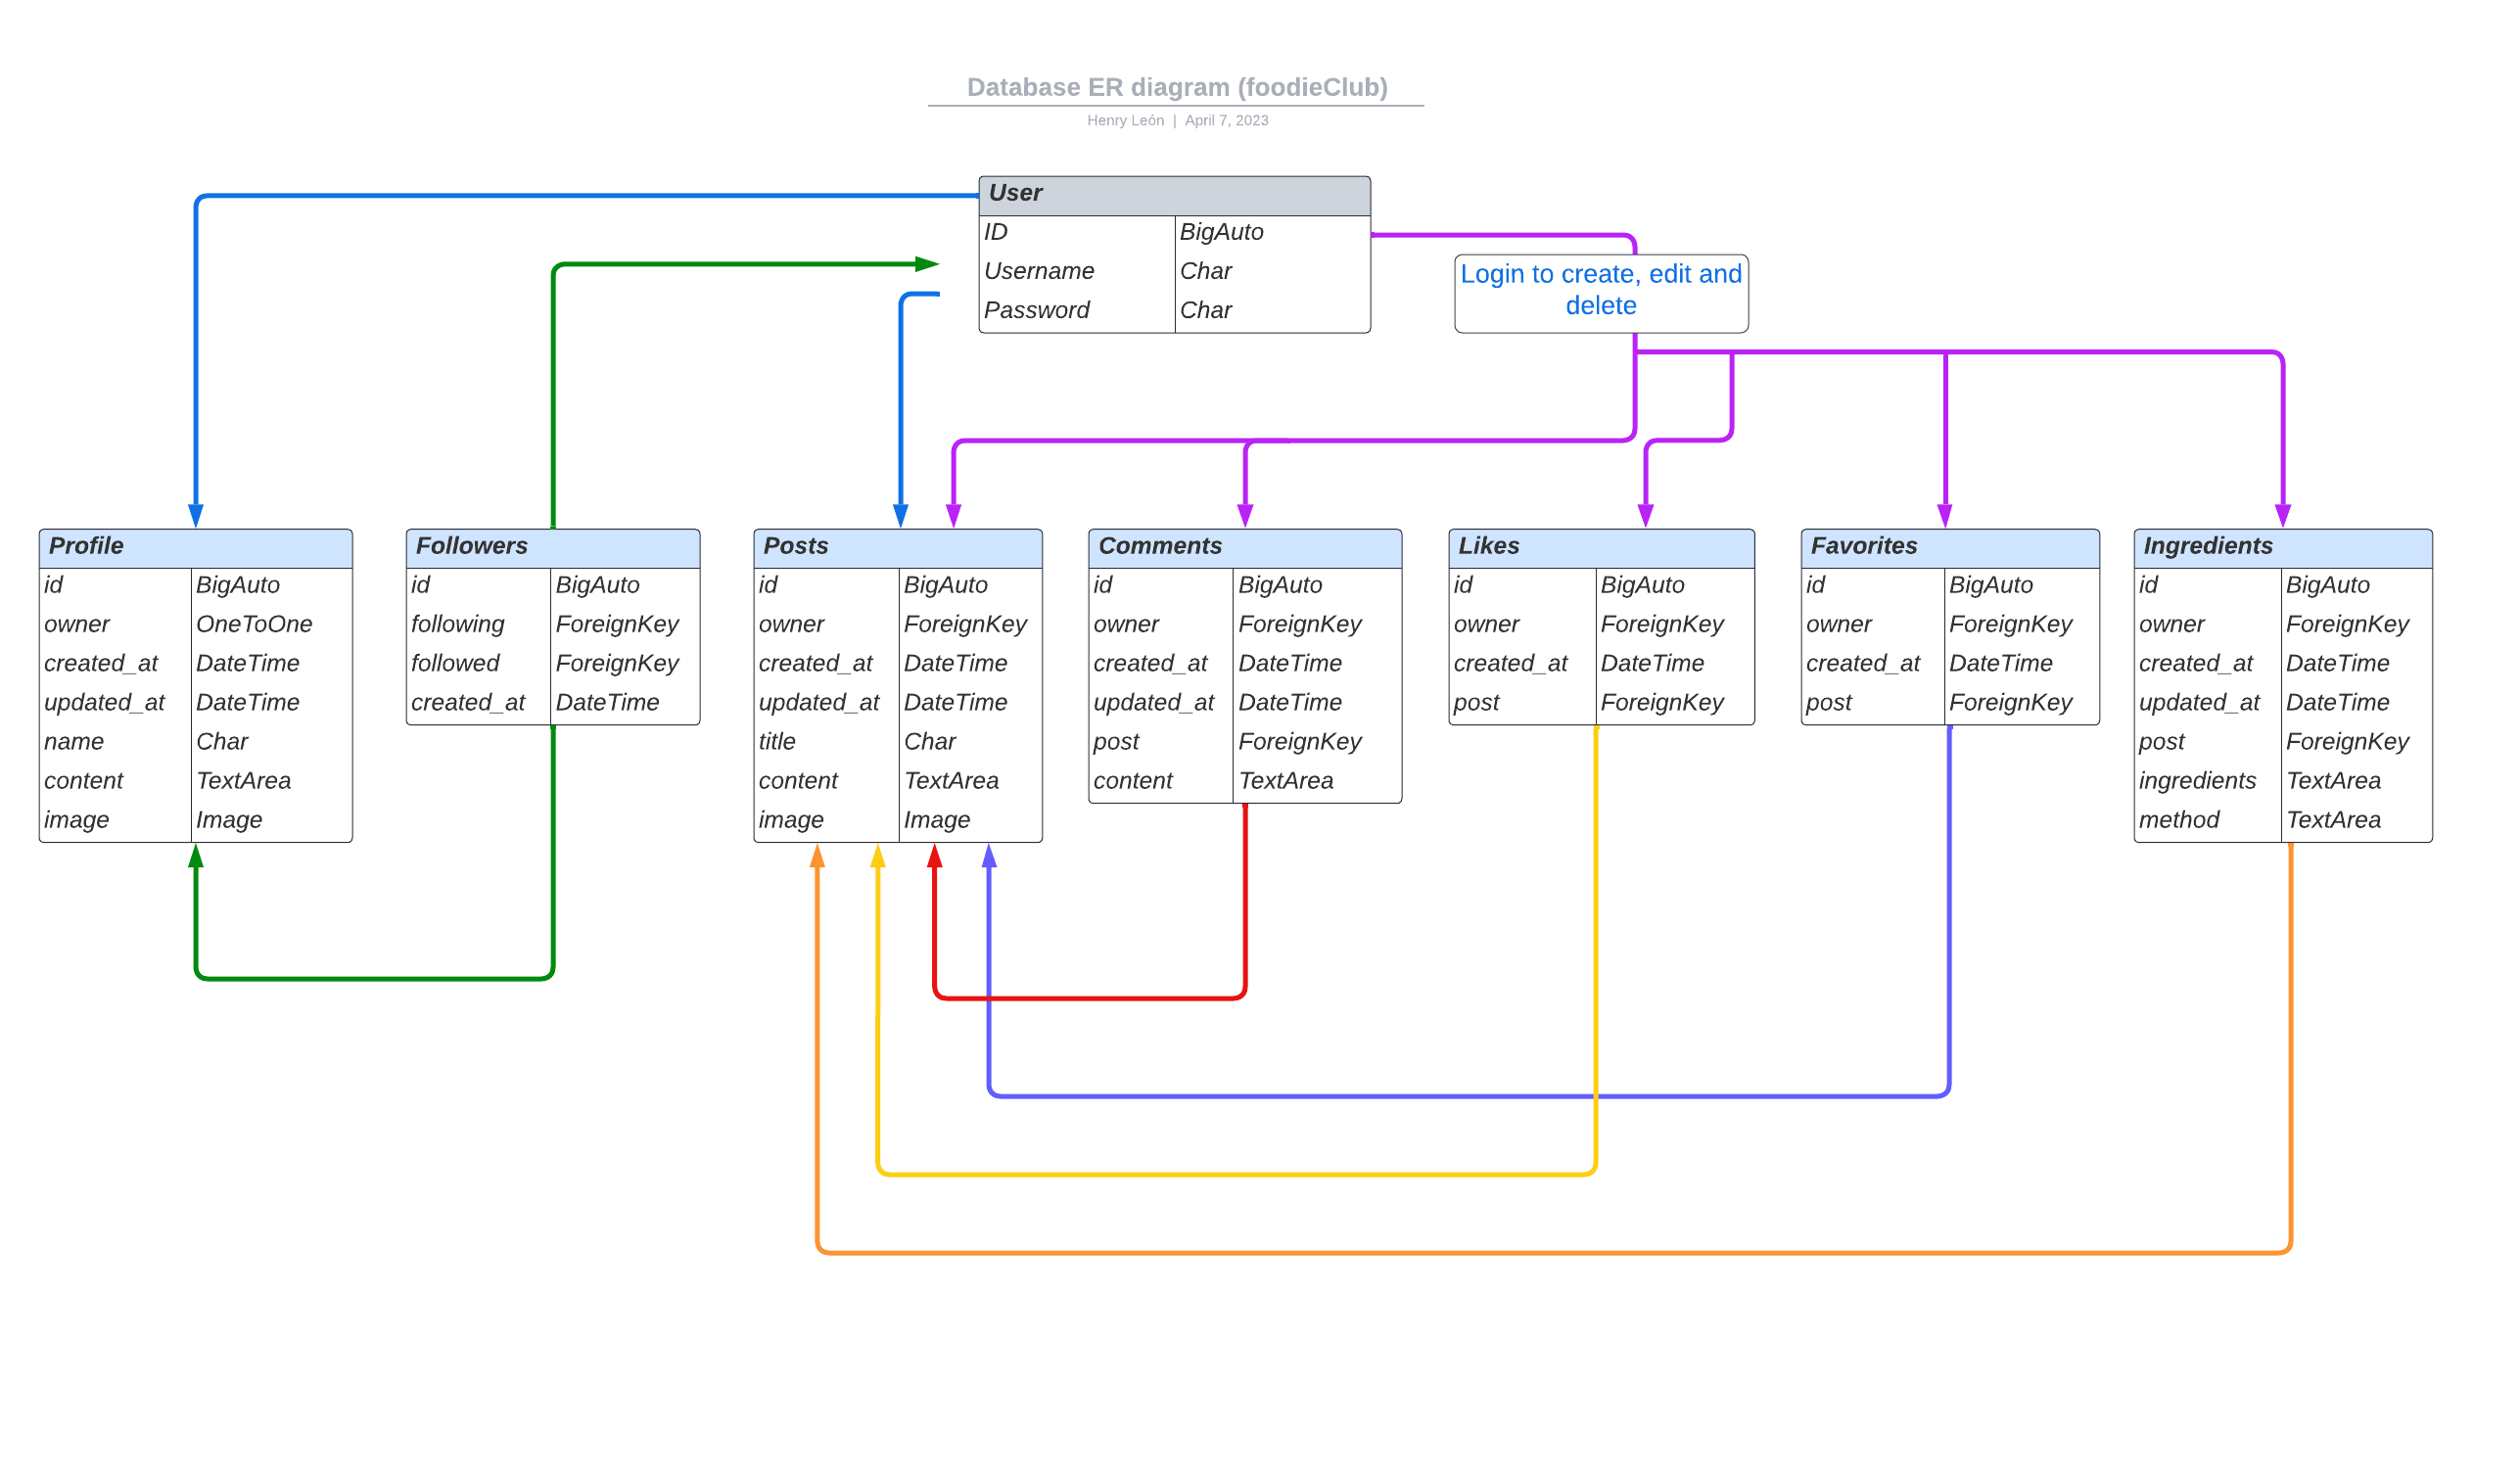 Database ER diagram (foodieClub)
Henry León | April 7, 2023
User
ID BigAuto
Username Char
Password Char
Login to create, edit and
delete
Profile
id BigAuto
owner OneToOne
created_at DateTime
updated_at DateTime
name Char
content TextArea
image Image
Followers
id BigAuto
following ForeignKey
followed ForeignKey
created_at DateTime
Posts
id BigAuto
owner ForeignKey
created_at DateTime
updated_at DateTime
title Char
content TextArea
image Image
Comments
id BigAuto
owner ForeignKey
created_at DateTime
updated_at DateTime
post ForeignKey
content TextArea
Likes
id BigAuto
owner ForeignKey
created_at DateTime
post ForeignKey
Favorites
id BigAuto
owner ForeignKey
created_at DateTime
post ForeignKey
Ingredients
id BigAuto
owner ForeignKey
created_at DateTime
updated_at DateTime
post ForeignKey
ingredients TextArea
method TextArea